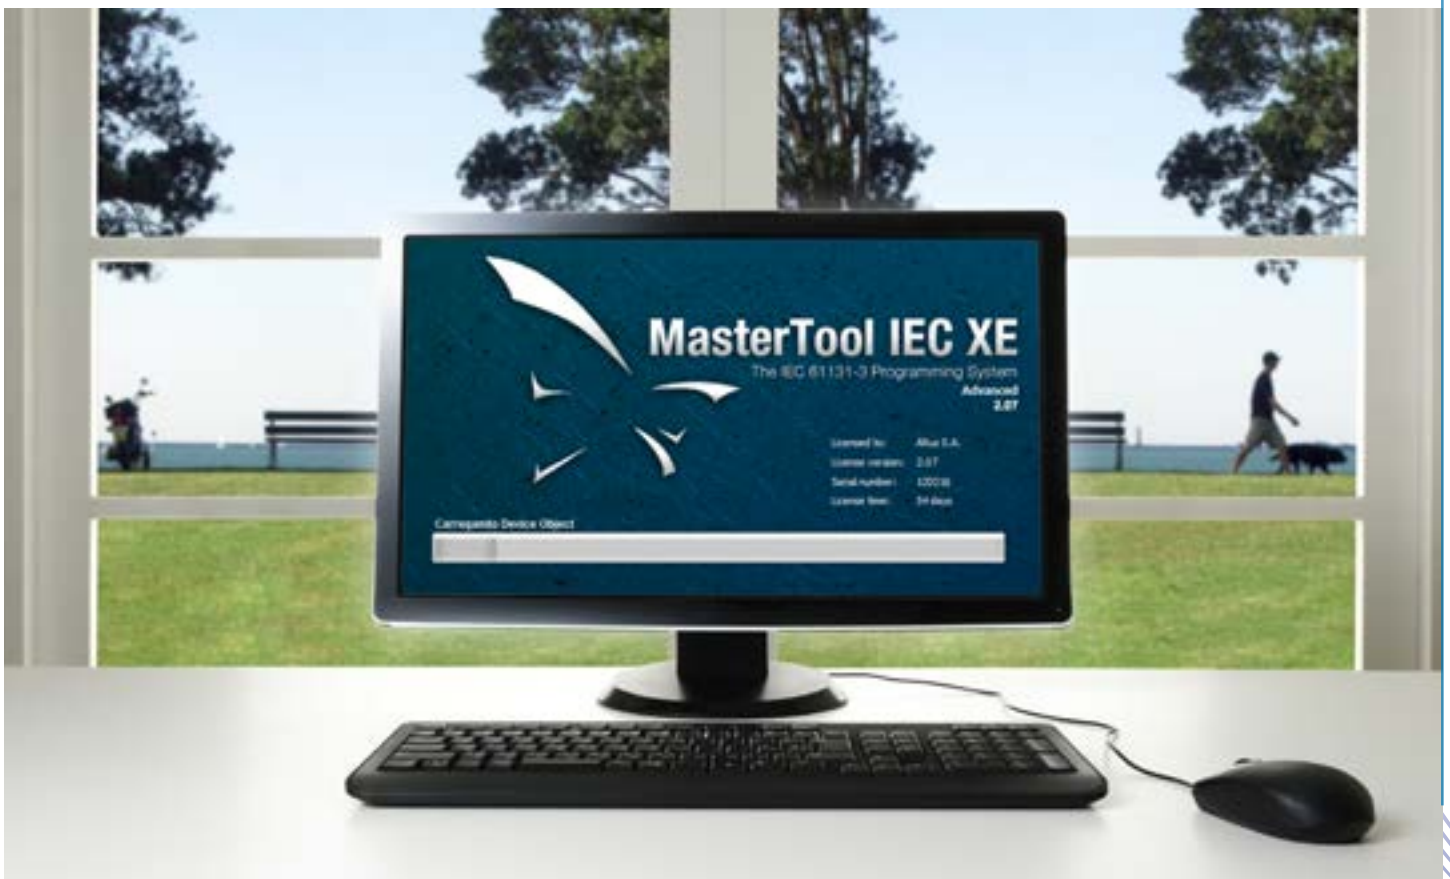 MasterTool IEC XE
The IEC 61131-3 Programming System
Advanced
2.07
Licensed to: Altus S.A.
License version: 2.07
Serial number:
License time: days
Carregando Device Object